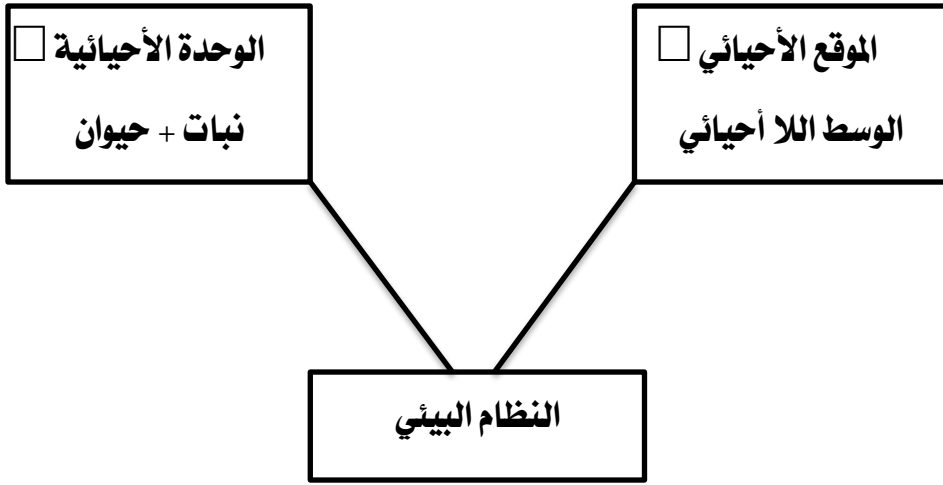 الموقع الأحيائي □
الوسط اللا أحيائي
الوحدة الأحيائية □
نبات + حيوان
النظام البيئي